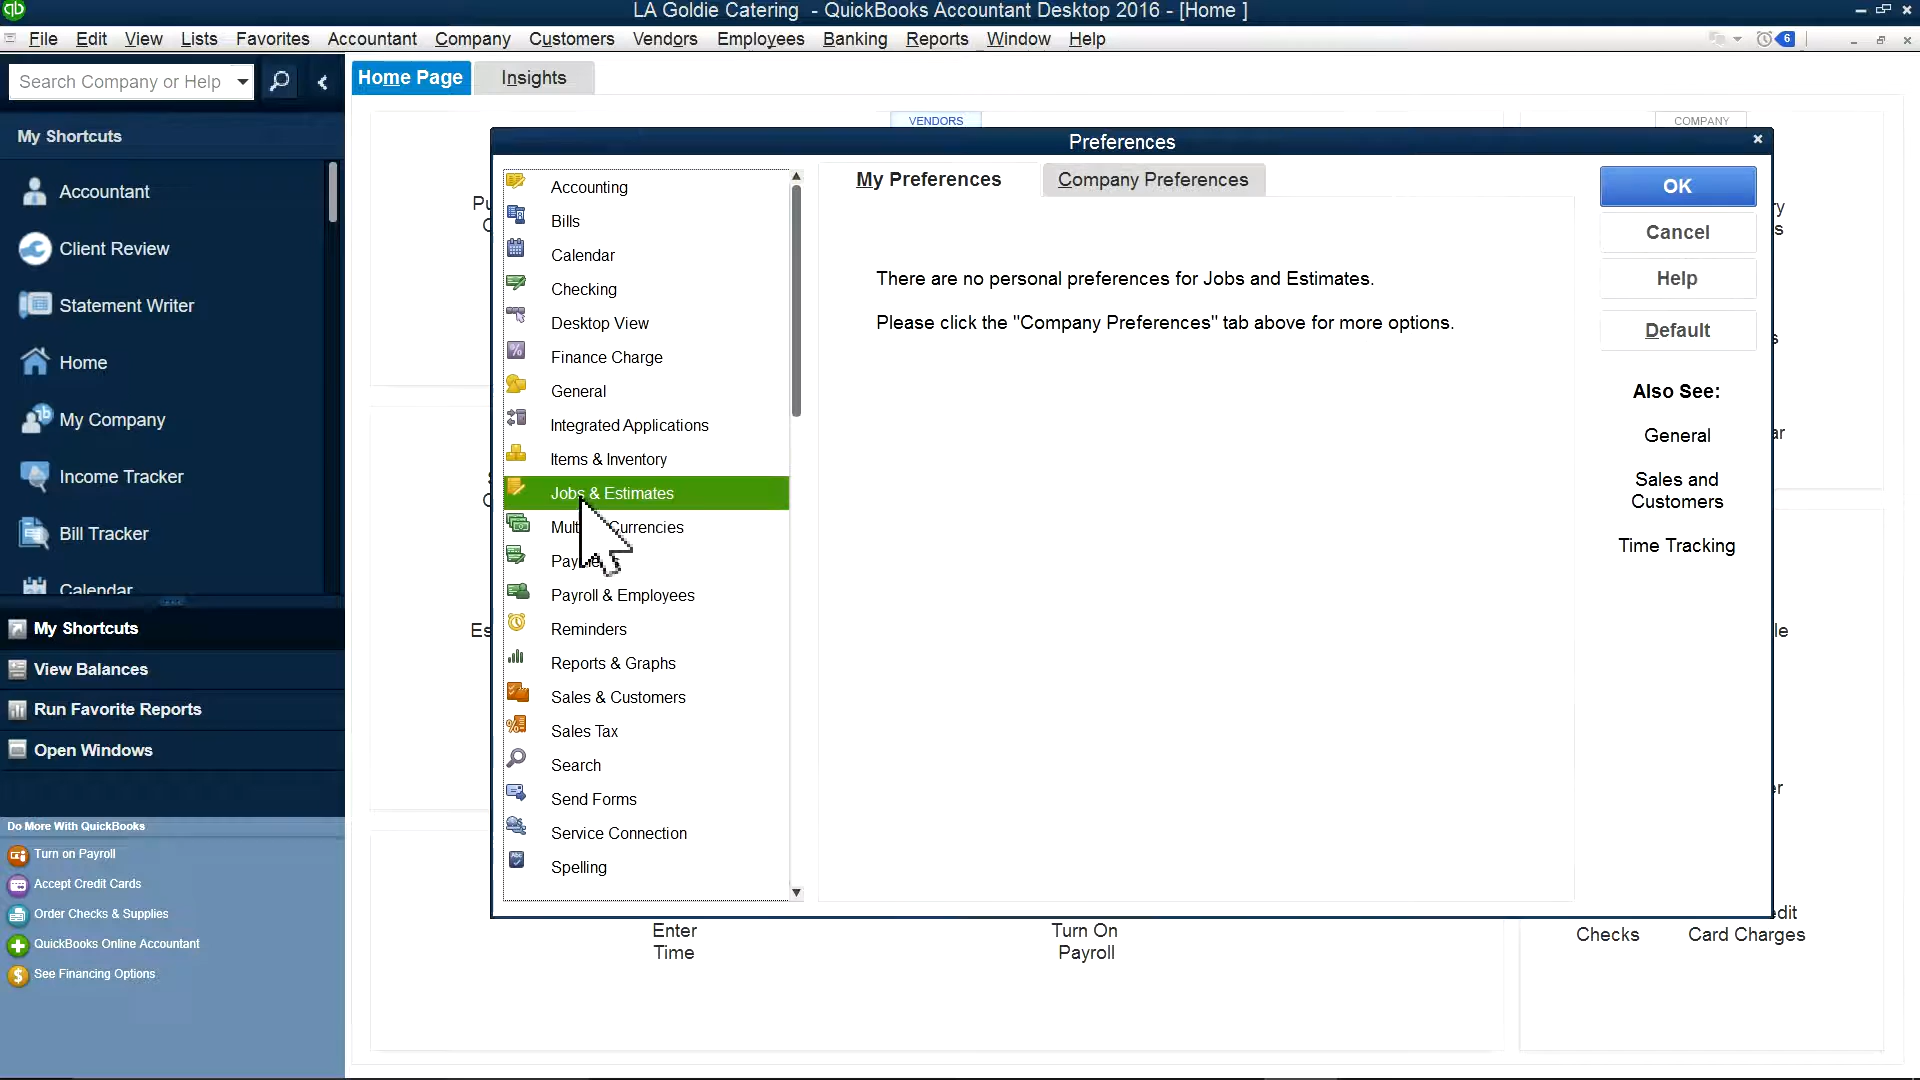 LA Goldie Catering - QuickBooks Accountant Desktop 2016 - [Home ]
File Edit View Lists Favorites Accountant Company Customers Vendors Employees Banking Reports Window Help
6
Search Company or Help
Home Page
Insights
My Shortcuts
Accountant
Client Review
Statement Writer
Home
My Company
Income Tracker
Bill Tracker
Calendar
My Shortcuts
View Balances
Run Favorite Reports
Open Windows
Do More With QuickBooks
Turn on Payroll
Accept Credit Cards
Order Checks & Supplies
QuickBooks Online Accountant
See Financing Options
VENDORS
COMPANY
Preferences
Accounting
Bills
Calendar
Checking
Desktop View
Finance Charge
General
Integrated Applications
Items & Inventory
Jobs & Estimates
Currencies
Payroll & Employees
Reminders
Reports & Graphs
Sales & Customers
Sales Tax
Search
Send Forms
Service Connection
Spelling
My Preferences
Company Preferences
There are no personal preferences for Jobs and Estimates.
Please click the "Company Preferences" tab above for more options.
OK
Cancel
Help
Default
Also See:
General
Sales and
Customers
Time Tracking
Enter
Time
Turn On
Payroll
Checks
Card Charges